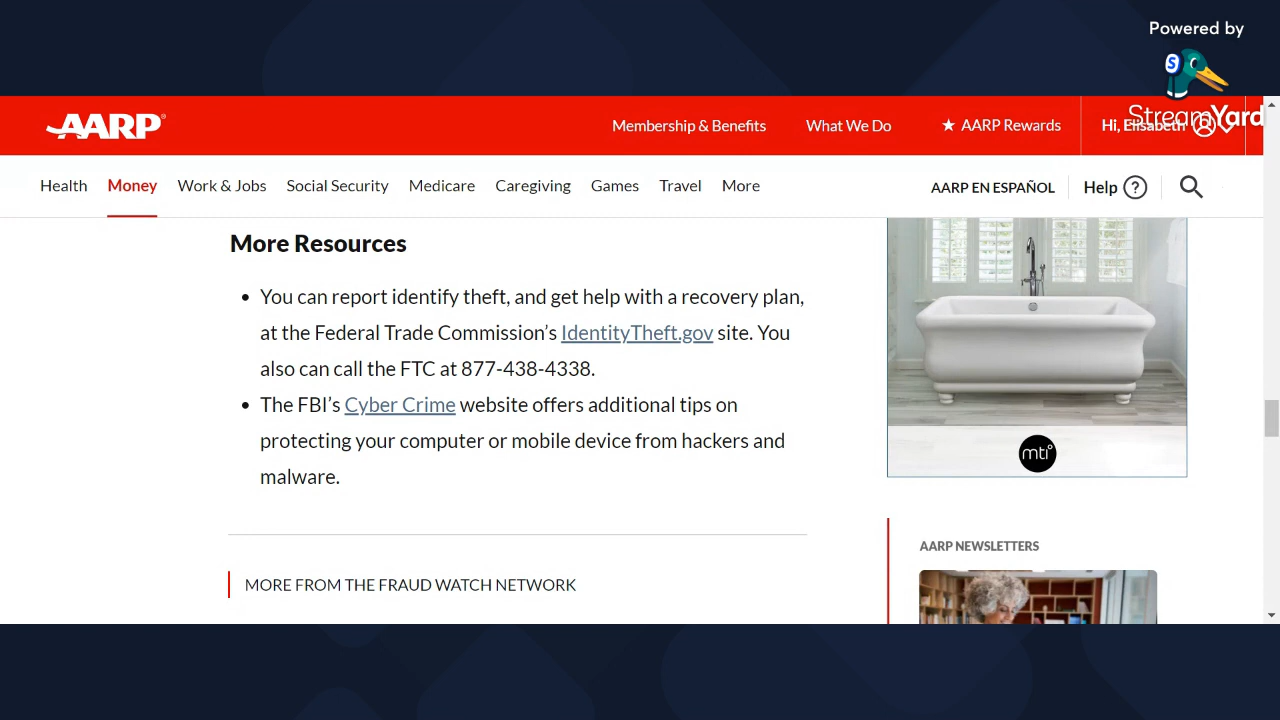 Powered by
S
StreamYard
AARP®
Membership & Benefits What We Do ★ AARP Rewards Hi, Elisabeth
Health Money Work & Jobs Social Security Medicare Caregiving Games Travel More AARP EN ESPAÑOL Help ?
More Resources
• You can report identify theft, and get help with a recovery plan,
at the Federal Trade Commission’s IdentityTheft.gov site. You
also can call the FTC at 877-438-4338.
• The FBI’s Cyber Crime website offers additional tips on
protecting your computer or mobile device from hackers and
malware.
mti
MORE FROM THE FRAUD WATCH NETWORK
AARP NEWSLETTERS